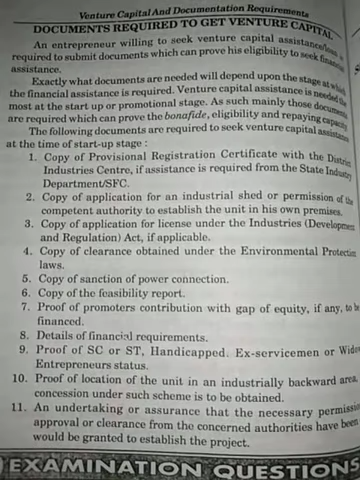 Venture Capital And Documentation Requirements
DOCUMENTS REQUIRED TO GET VENTURE CAPITAL
An entrepreneur willing to seek venture capital assistance/loan is
required to submit documents which can prove his eligibility to seek financial
assistance.
Exactly what documents are needed will depend upon the stage at which
the financial assistance is required. Venture capital assistance is needed the
most at the start up or promotional stage. As such mainly those documents
are required which can prove the bonafide, eligibility and repaying capacity
The following documents are required to seek venture capital assistance
at the time of start-up stage :
1. Copy of Provisional Registration Certificate with the District
Industries Centre, if assistance is required from the State Industry
Department/SFC.
2. Copy of application for an industrial shed or permission of the
competent authority to establish the unit in his own premises.
3. Copy of application for license under the Industries (Development
and Regulation) Act, if applicable.
4. Copy of clearance obtained under the Environmental Protection
laws.
5. Copy of sanction of power connection.
6. Copy of the feasibility report.
7. Proof of promoters contribution with gap of equity, if any, to be
financed.
8. Details of financial requirements.
9. Proof of SC or ST, Handicapped. Ex-servicemen or Widow
Entrepreneurs status.
10. Proof of location of the unit in an industrially backward area,
concession under such scheme is to be obtained.
11. An undertaking or assurance that the necessary permission
approval or clearance from the concerned authorities have been
would be granted to establish the project.
EXAMINATION QUESTIONS